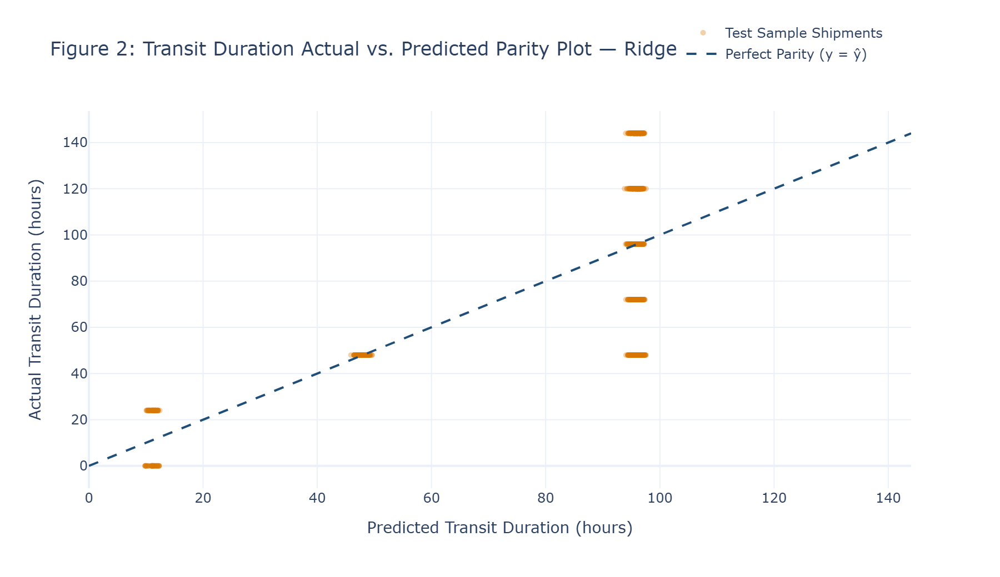 Figure 2: Transit Duration Actual vs. Predicted Parity Plot — Ridge
Test Sample Shipments
Perfect Parity (y = ŷ)
Actual Transit Duration (hours)
140
120
100
80
60
40
20
0
0 20 40 60 80 100 120 140
Predicted Transit Duration (hours)